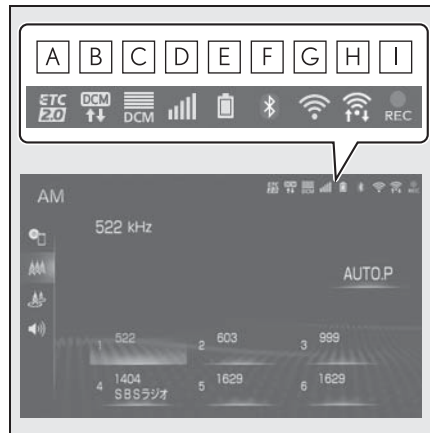 A B C D E F G H I
ETC 2.0 DCM DCM REC
AM
522 kHz
AUTO.P
1 522 2 603 3 999
4 1404 SBSラジオ 5 1629 6 1629